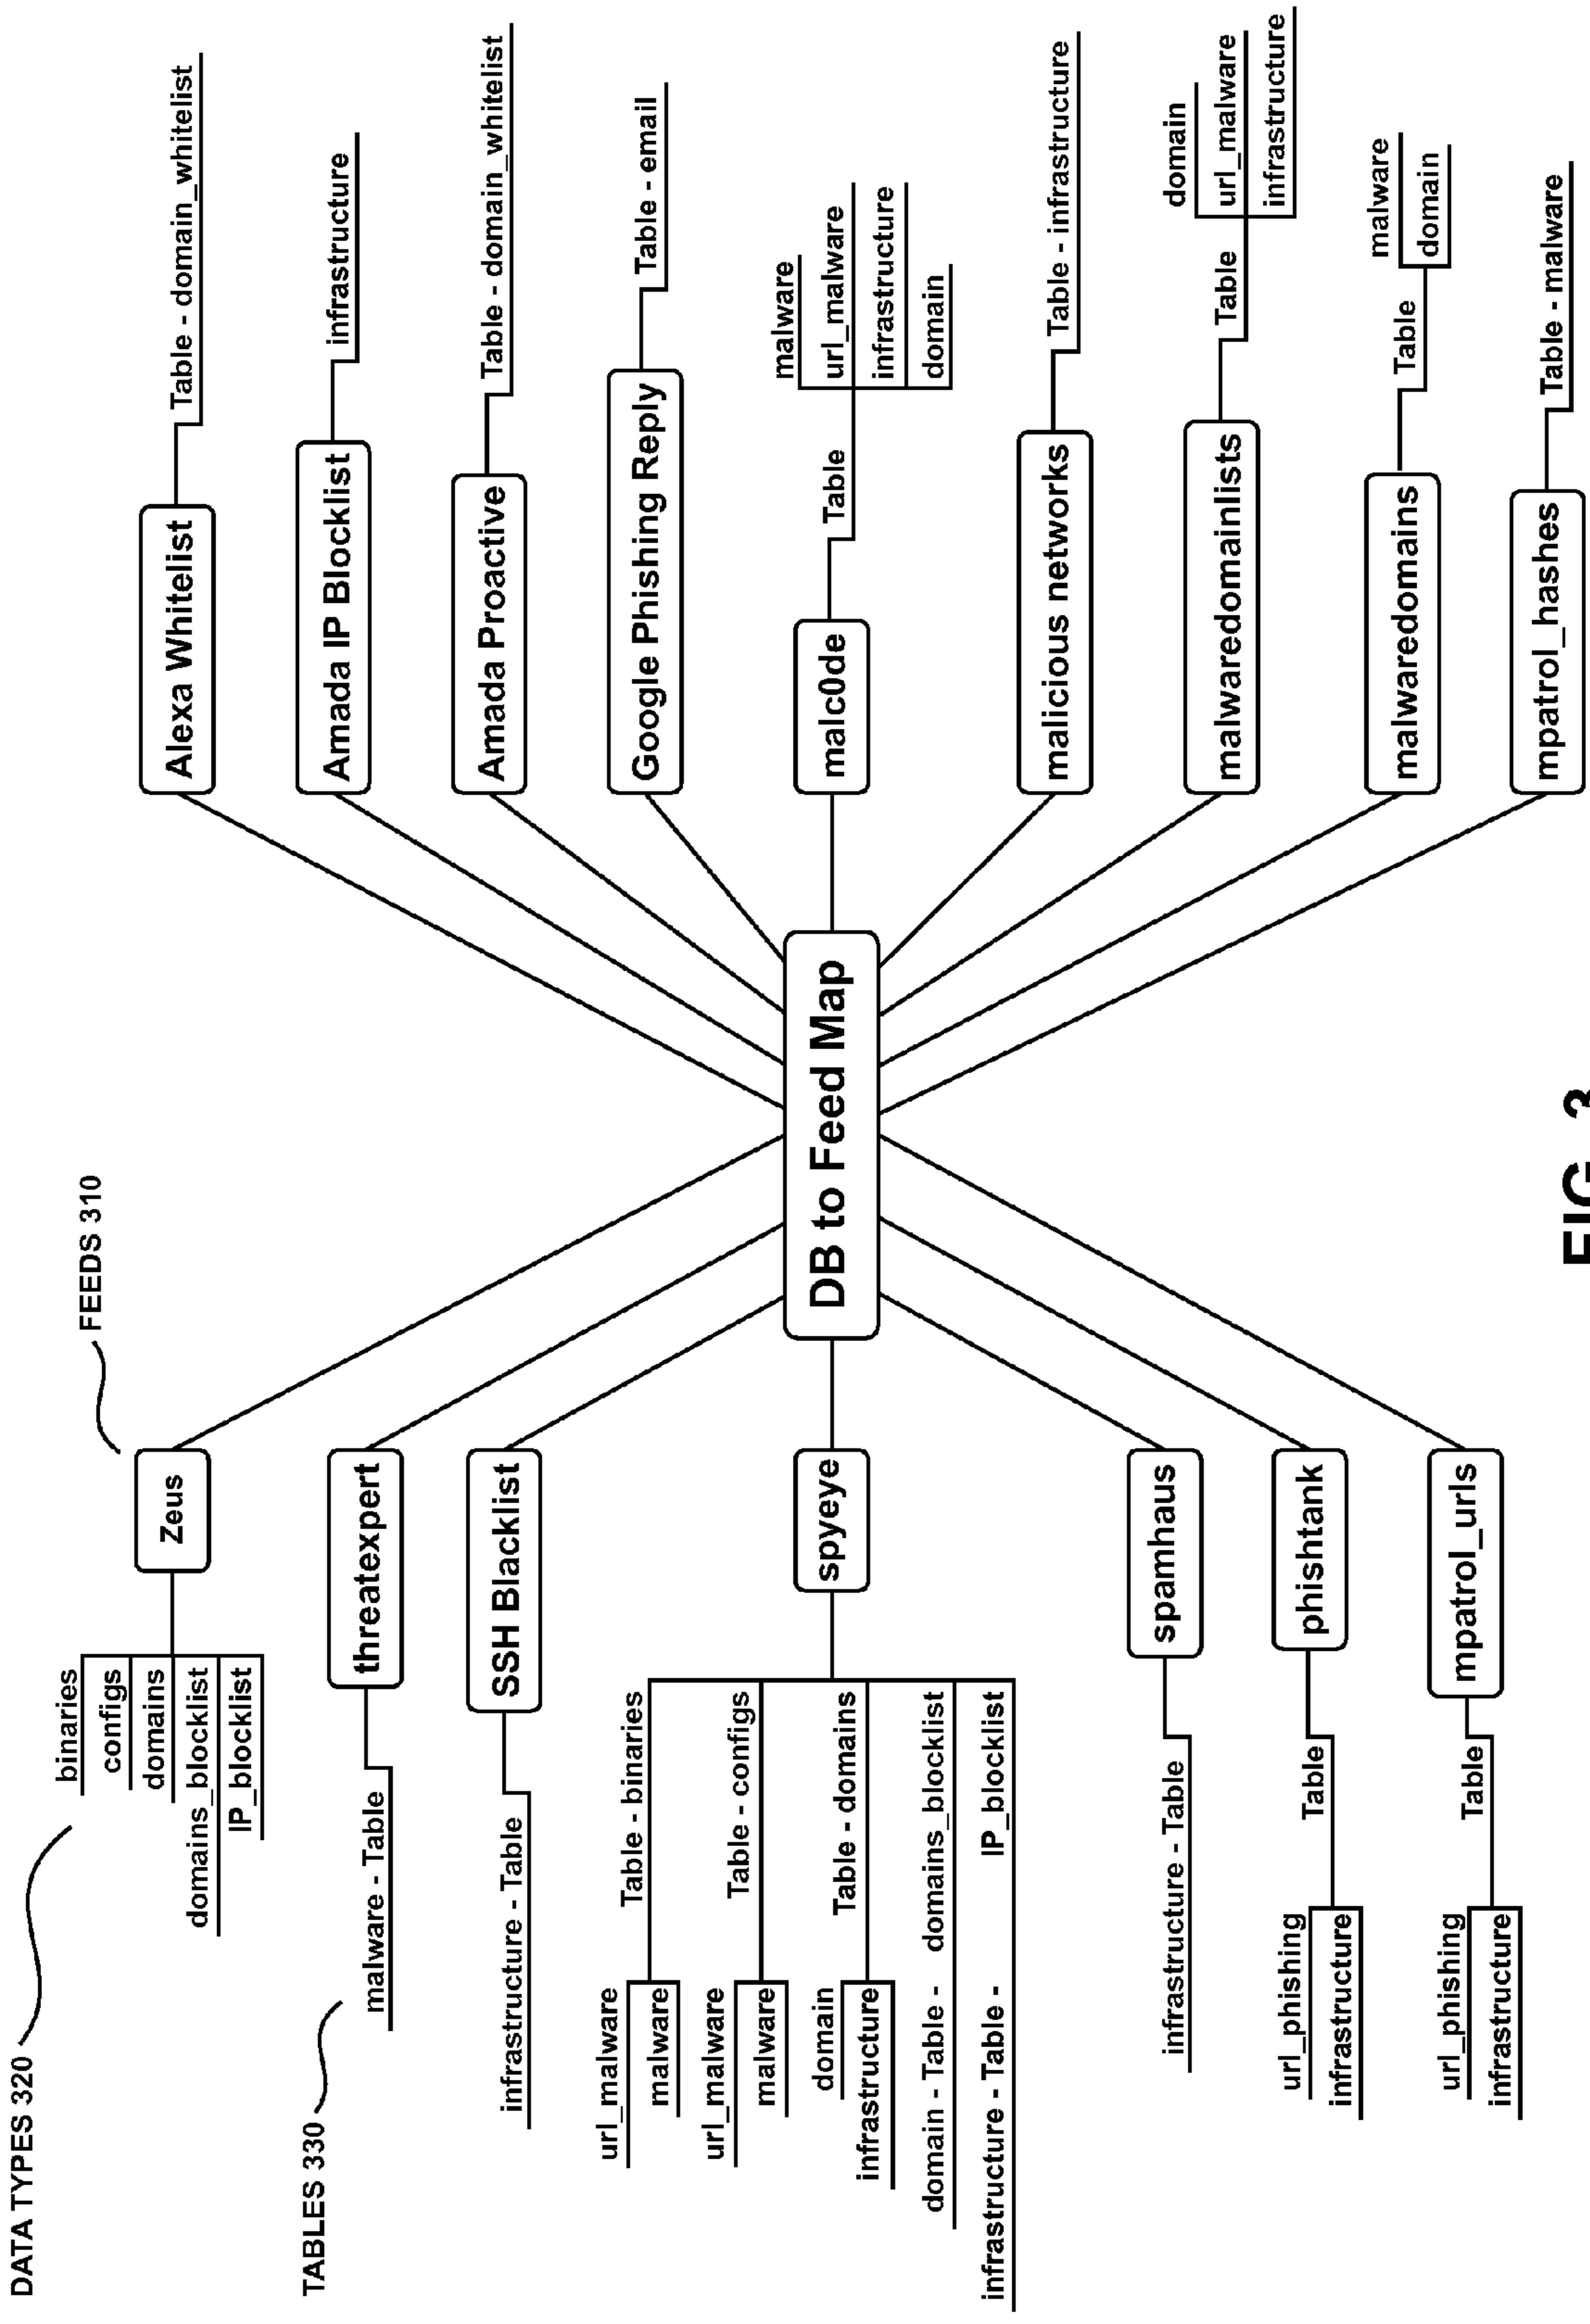 DATA TYPES 320
FEEDS 310
TABLES 330
binaries
configs
domains
domains_blocklist
IP_blocklist
Zeus
malware - Table
threatexpert
infrastructure - Table
SSH Blacklist
url_malware
malware
Table - binaries
url_malware
malware
Table - configs
domain
infrastructure
Table - domains
domain - Table - domains_blocklist
infrastructure - Table - IP_blocklist
spyeye
infrastructure - Table
spamhaus
url_phishing
infrastructure
Table
phishtank
url_phishing
infrastructure
Table
mpatrol_urls
DB to Feed Map
Alexa Whitelist
Table - domain_whitelist
Amada IP Blocklist
infrastructure
Amada Proactive
Table - domain_whitelist
Google Phishing Reply
Table - email
malc0de
Table
malware
url_malware
infrastructure
domain
malicious networks
Table - infrastructure
malwaredomainlists
Table
domain
url_malware
infrastructure
malwaredomains
Table
malware
domain
mpatrol_hashes
Table - malware
FIG. 3